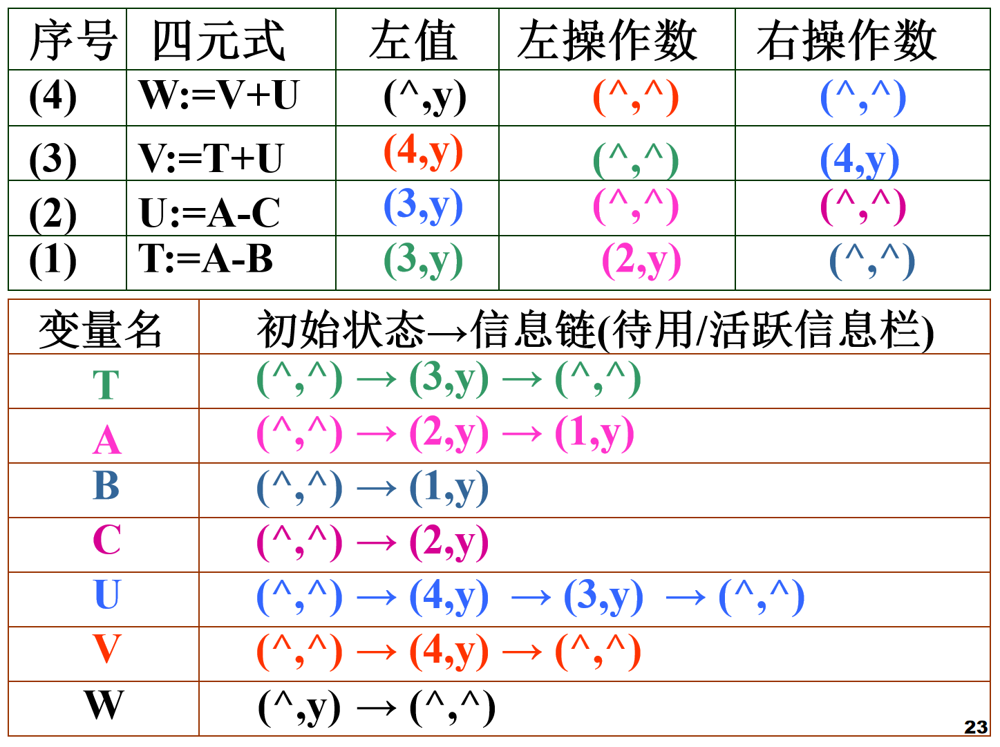 序号 四元式 左值 左操作数 右操作数
(4) W:=V+U (^,y) (^,^) (^,^)
(3) V:=T+U (4,y) (^,^) (4,y)
(2) U:=A-C (3,y) (^,^) (^,^)
(1) T:=A-B (3,y) (2,y) (^,^)
变量名 初始状态→信息链(待用/活跃信息栏)
T (^,^) → (3,y) → (^,^)
A (^,^) → (2,y) → (1,y)
B (^,^) → (1,y)
C (^,^) → (2,y)
U (^,^) → (4,y) → (3,y) → (^,^)
V (^,^) → (4,y) → (^,^)
W (^,y) → (^,^)
23